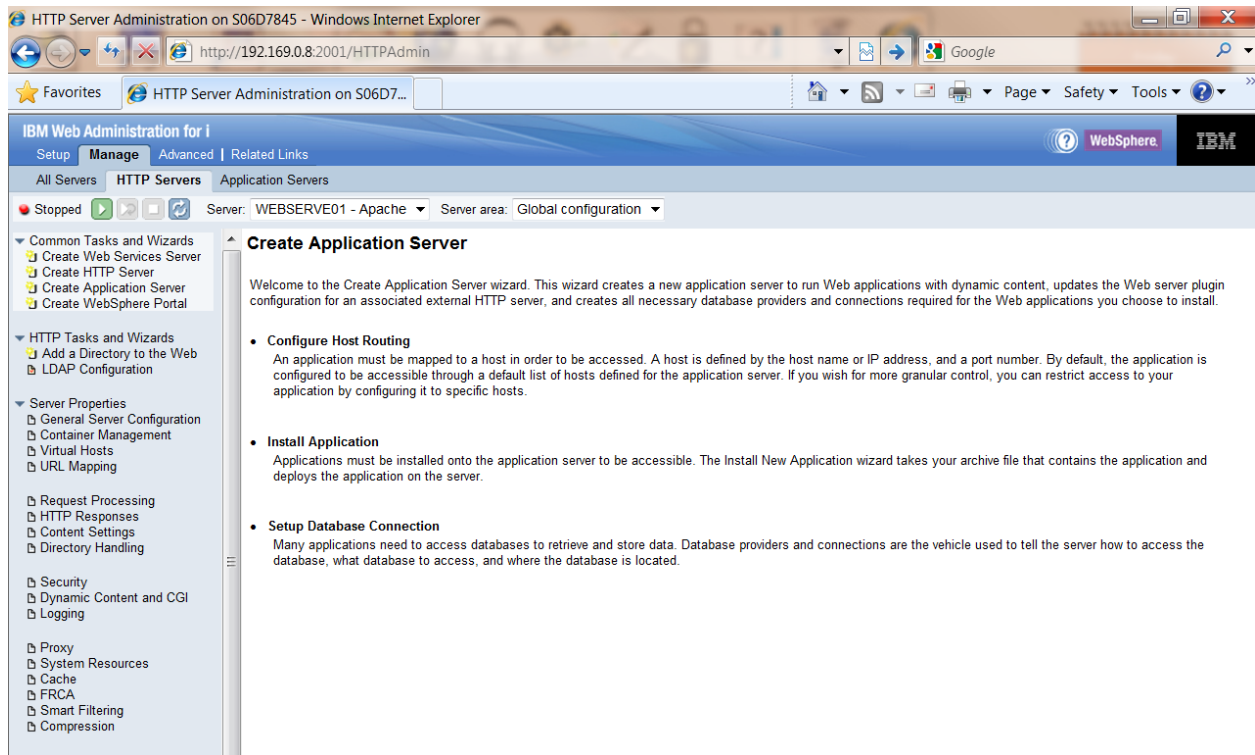 HTTP Server Administration on S06D7845 - Windows Internet Explorer
http://192.169.0.8:2001/HTTPAdmin
Google
Favorites
HTTP Server Administration on S06D7...
Page
Safety
Tools
IBM Web Administration for i
Setup
Manage
Advanced | Related Links
WebSphere.
IBM
All Servers
HTTP Servers
Application Servers
Stopped
Server: WEBSERVE01 - Apache
Server area: Global configuration
Common Tasks and Wizards
Create Web Services Server
Create HTTP Server
Create Application Server
Create WebSphere Portal
HTTP Tasks and Wizards
Add a Directory to the Web
LDAP Configuration
Server Properties
General Server Configuration
Container Management
Virtual Hosts
URL Mapping
Request Processing
HTTP Responses
Content Settings
Directory Handling
Security
Dynamic Content and CGI
Logging
Proxy
System Resources
Cache
FRCA
Smart Filtering
Compression
Create Application Server
Welcome to the Create Application Server wizard. This wizard creates a new application server to run Web applications with dynamic content, updates the Web server plugin
configuration for an associated external HTTP server, and creates all necessary database providers and connections required for the Web applications you choose to install.
• Configure Host Routing
An application must be mapped to a host in order to be accessed. A host is defined by the host name or IP address, and a port number. By default, the application is
configured to be accessible through a default list of hosts defined for the application server. If you wish for more granular control, you can restrict access to your
application by configuring it to specific hosts.
• Install Application
Applications must be installed onto the application server to be accessible. The Install New Application wizard takes your archive file that contains the application and
deploys the application on the server.
• Setup Database Connection
Many applications need to access databases to retrieve and store data. Database providers and connections are the vehicle used to tell the server how to access the
database, what database to access, and where the database is located.